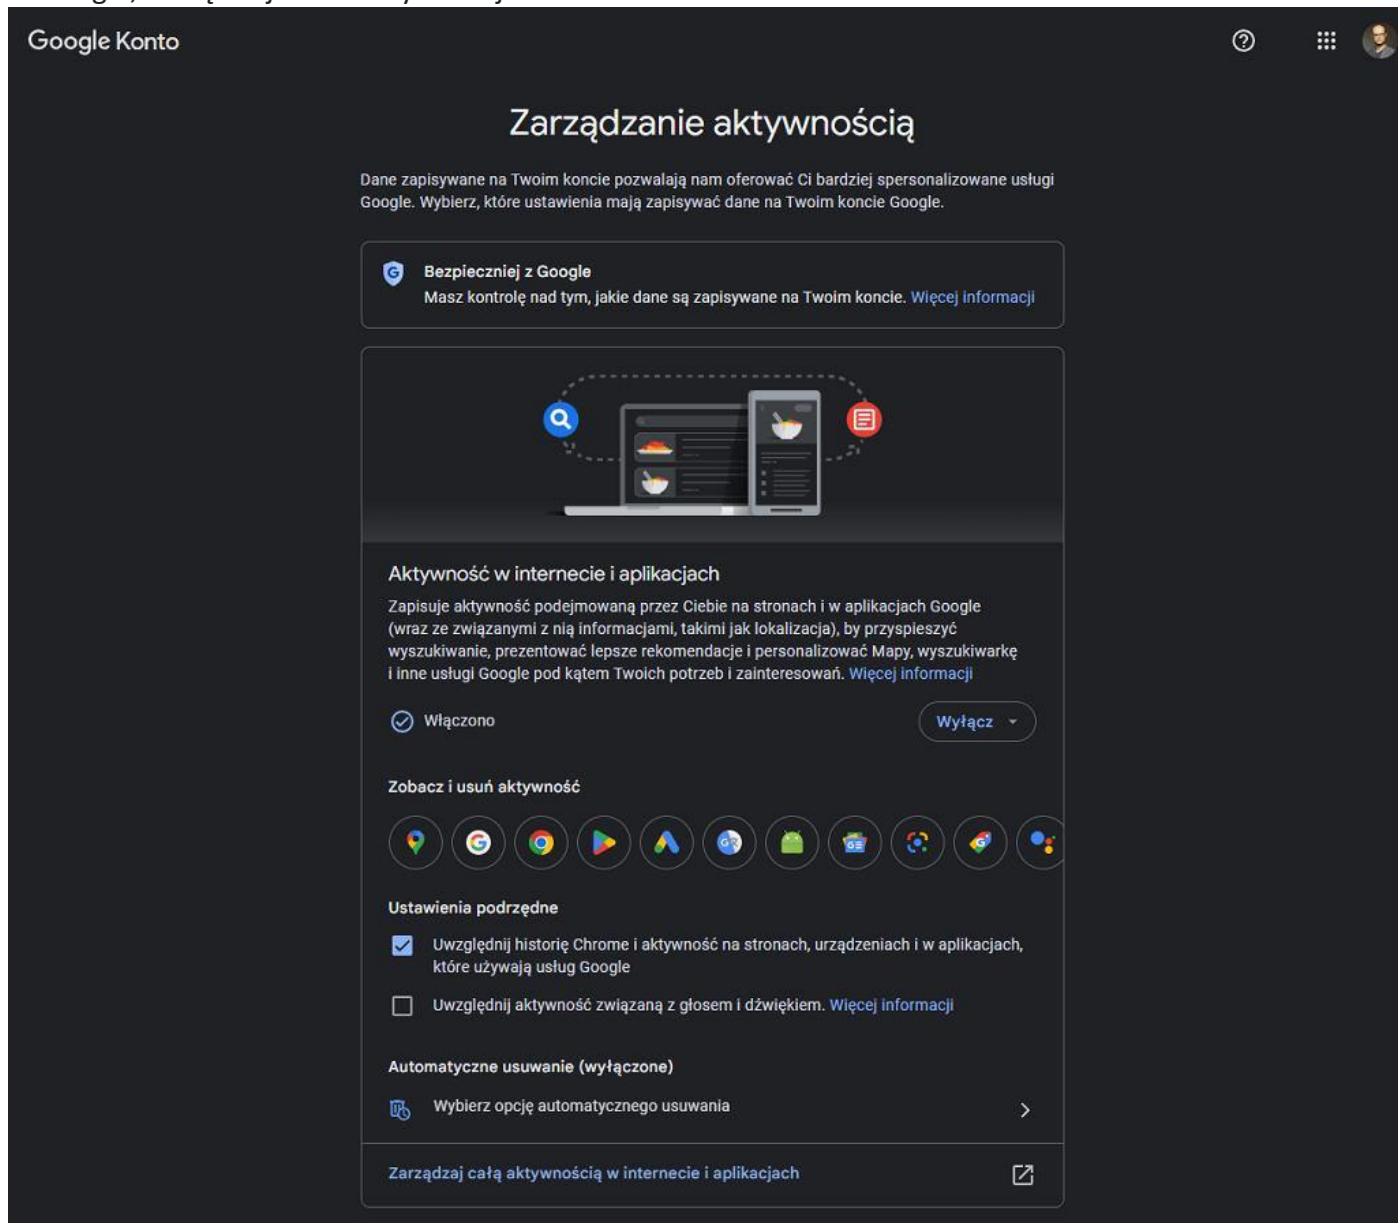 Google Konto
Zarządzanie aktywnością
Dane zapisywane na Twoim koncie pozwalają nam oferować Ci bardziej spersonalizowane usługi
Google. Wybierz, które ustawienia mają zapisywać dane na Twoim koncie Google.
Bezpieczniej z Google
Masz kontrolę nad tym, jakie dane są zapisywane na Twoim koncie. Więcej informacji
Aktywność w internecie i aplikacjach
Zapisuje aktywność podejmowaną przez Ciebie na stronach i w aplikacjach Google
(wraz ze związanymi z nią informacjami, takimi jak lokalizacja), by przyspieszyć
wyszukiwanie, prezentować lepsze rekomendacje i personalizować Mapy, wyszukiwarkę
i inne usługi Google pod kątem Twoich potrzeb i zainteresowań. Więcej informacji
Włączono
Wyłącz
Zobacz i usuń aktywność
Ustawienia podrzędne
Uwzględnij historię Chrome i aktywność na stronach, urządzeniach i w aplikacjach,
które używają usług Google
Uwzględnij aktywność związaną z głosem i dźwiękiem. Więcej informacji
Automatyczne usuwanie (wyłączone)
Wybierz opcję automatycznego usuwania
Zarządzaj całą aktywnością w internecie i aplikacjach